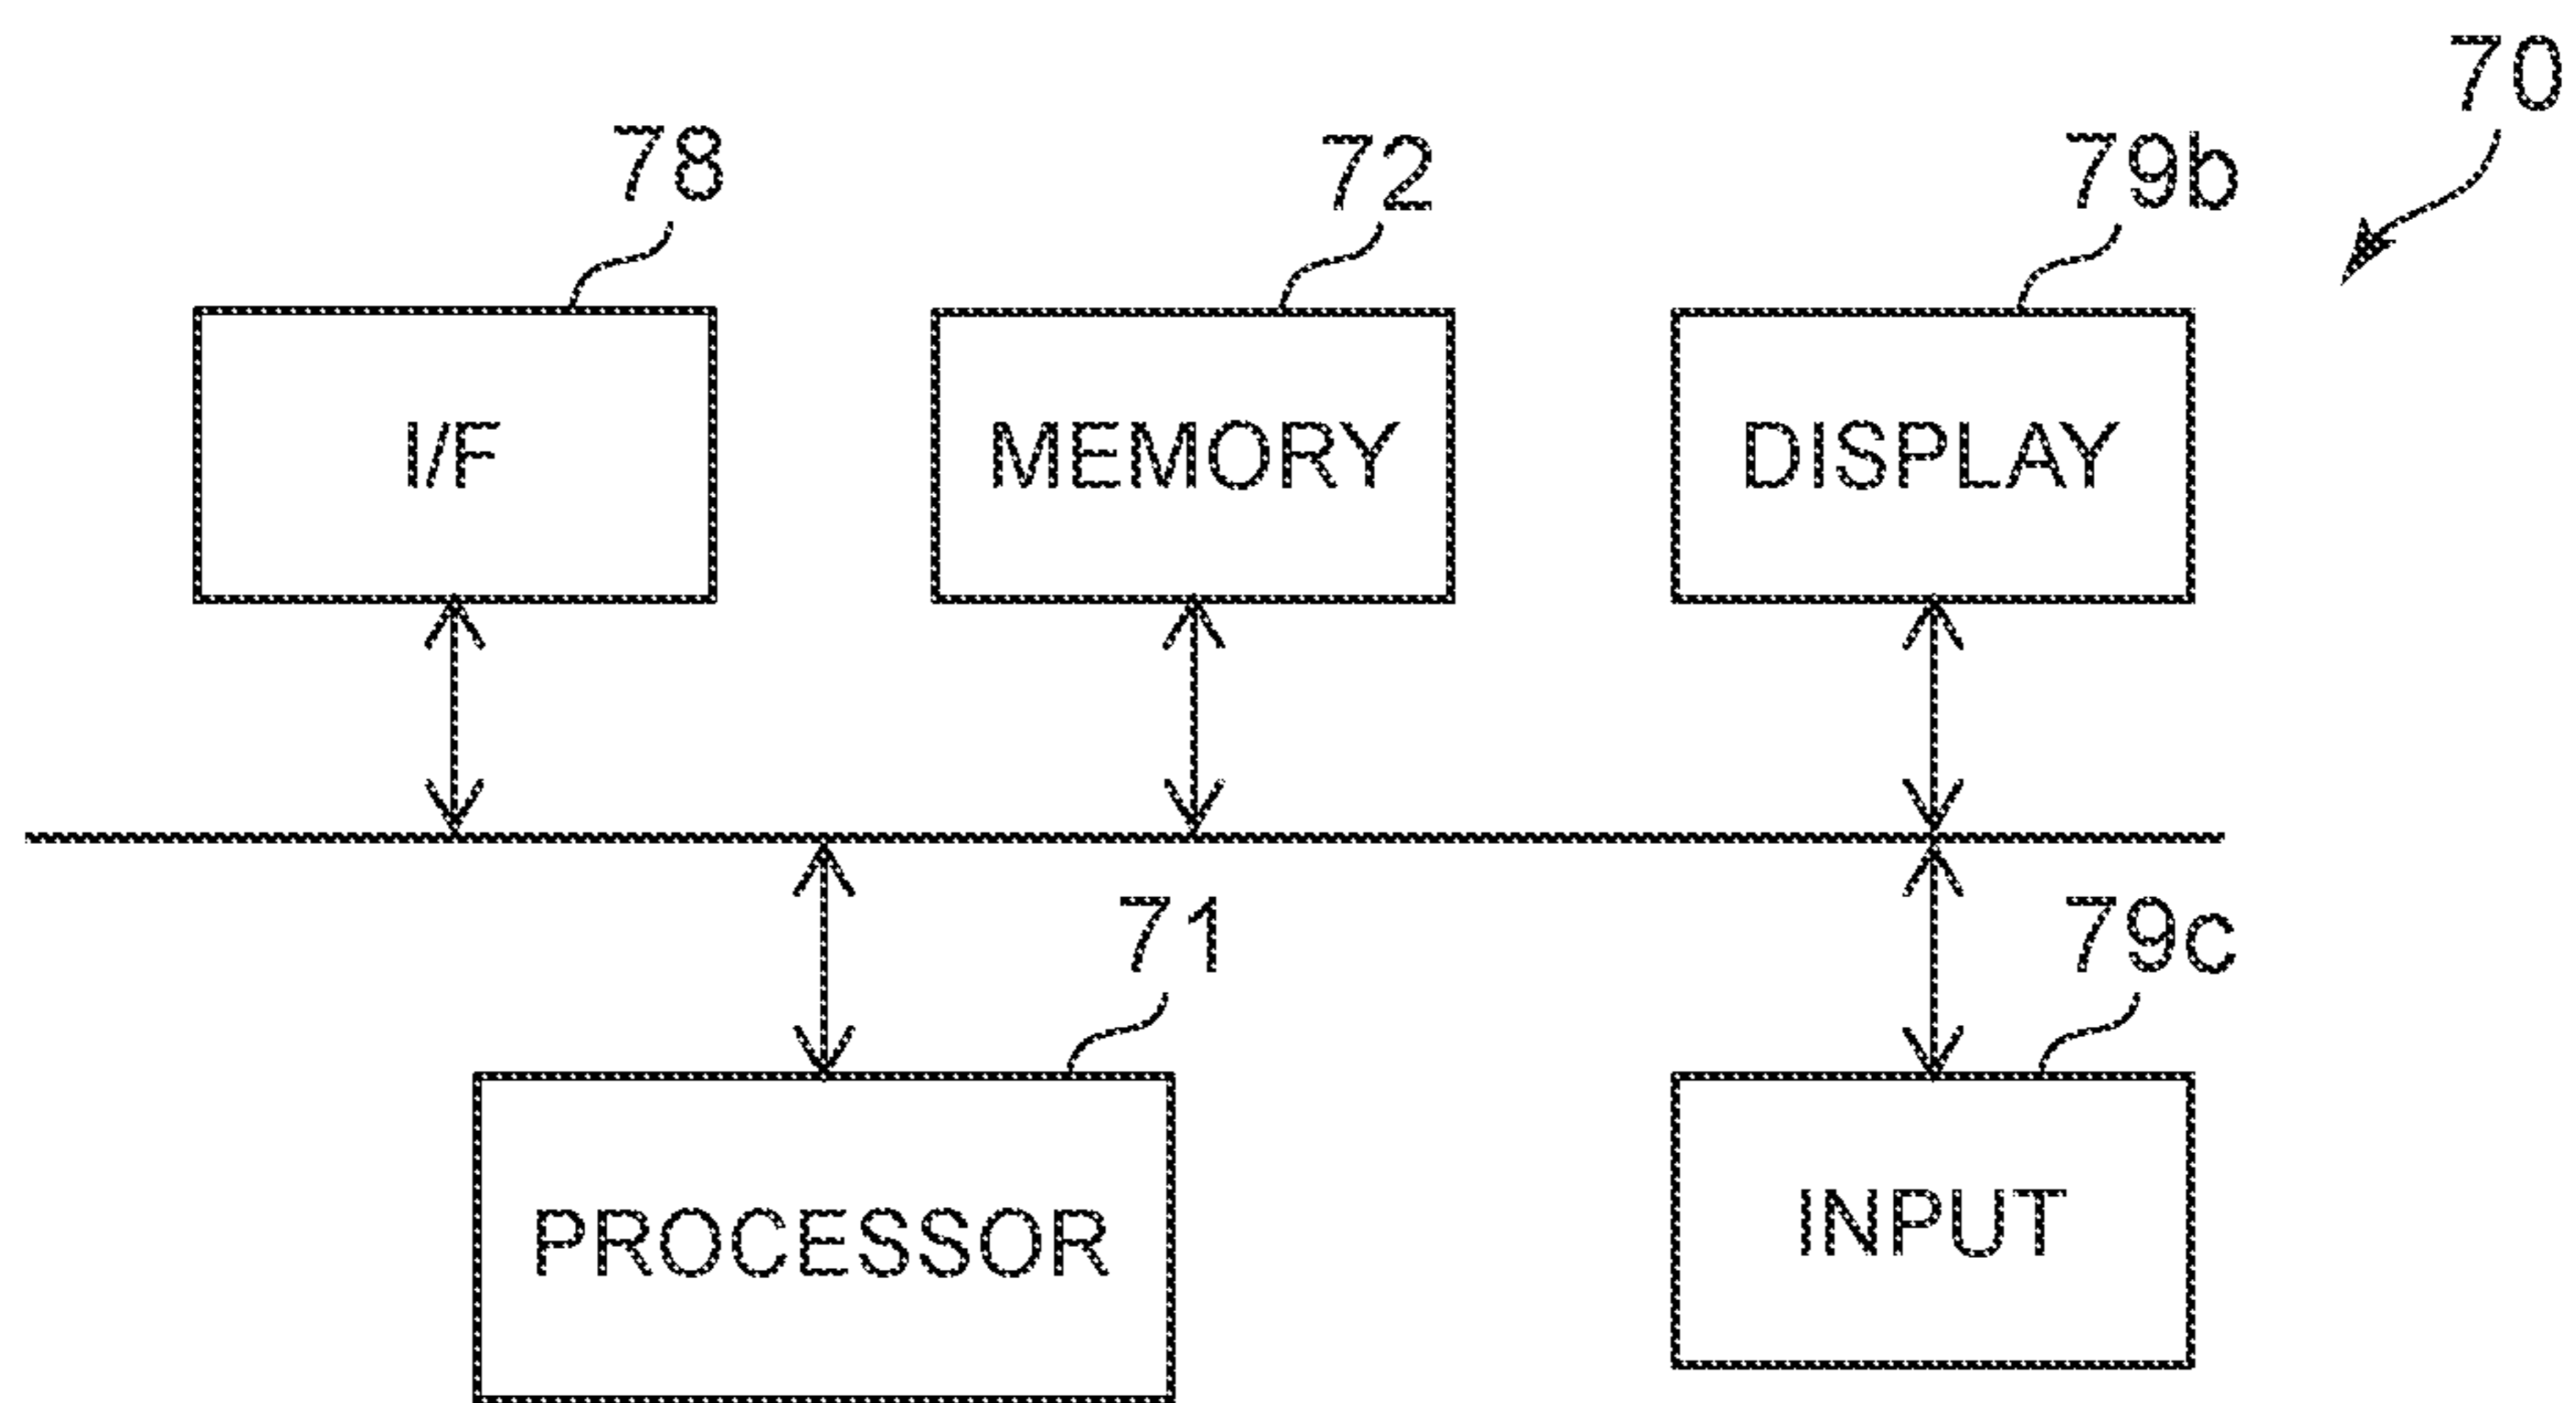 70
78
72
79b
I/F
MEMORY
DISPLAY
71
79c
PROCESSOR
INPUT